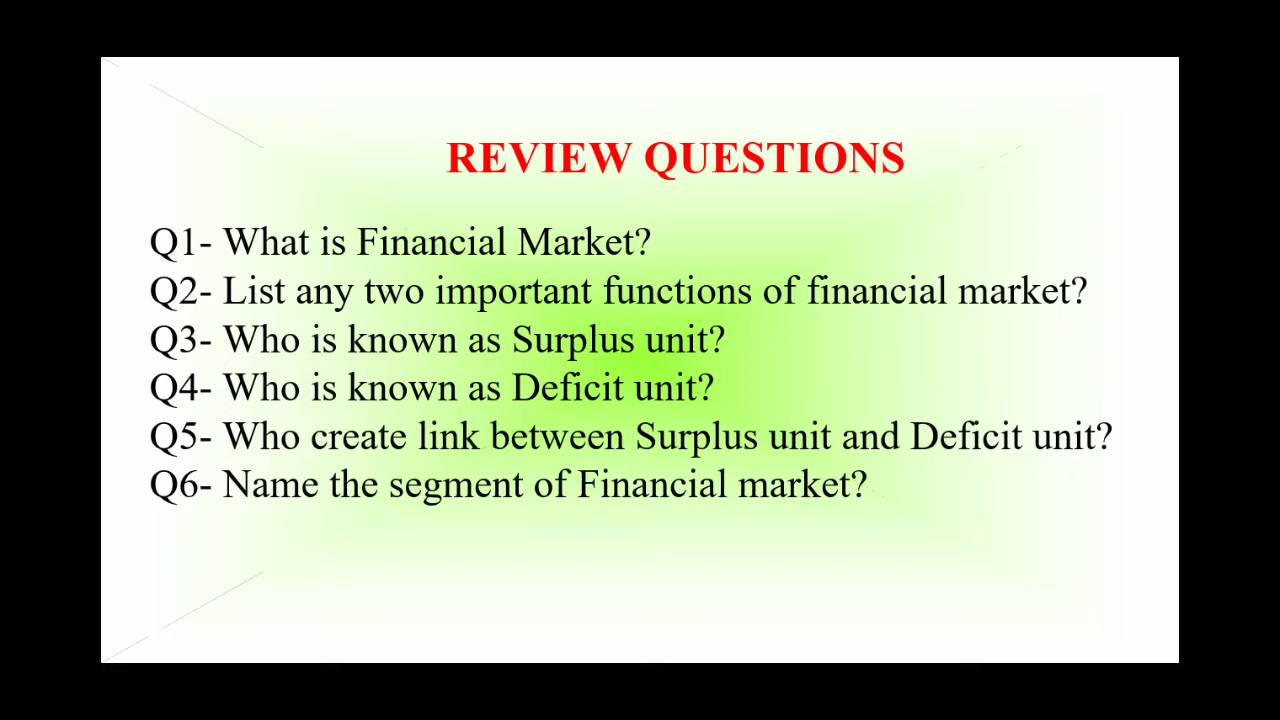 REVIEW QUESTIONS
Q1- What is Financial Market?
Q2- List any two important functions of financial market?
Q3- Who is known as Surplus unit?
Q4- Who is known as Deficit unit?
Q5- Who create link between Surplus unit and Deficit unit?
Q6- Name the segment of Financial market?